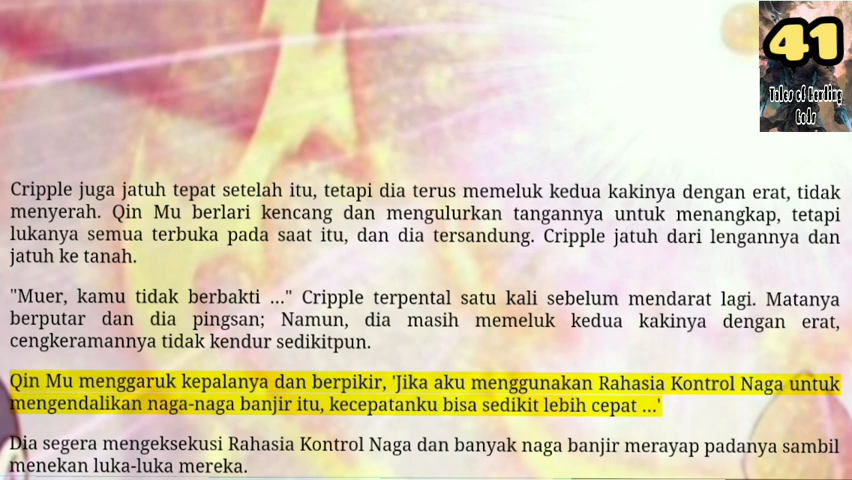 41
Tales of Herding
Gods
Cripple juga jatuh tepat setelah itu, tetapi dia terus memeluk kedua kakinya dengan erat, tidak
menyerah. Qin Mu berlari kencang dan mengulurkan tangannya untuk menangkap, tetapi
lukanya semua terbuka pada saat itu, dan dia tersandung. Cripple jatuh dari lengannya dan
jatuh ke tanah.
"Muer, kamu tidak berbakti ..." Cripple terpental satu kali sebelum mendarat lagi. Matanya
berputar dan dia pingsan; Namun, dia masih memeluk kedua kakinya dengan erat,
cengkeramannya tidak kendur sedikitpun.
Qin Mu menggaruk kepalanya dan berpikir, 'Jika aku menggunakan Rahasia Kontrol Naga untuk
mengendalikan naga-naga banjir itu, kecepatanku bisa sedikit lebih cepat ...'
Dia segera mengeksekusi Rahasia Kontrol Naga dan banyak naga banjir merayap padanya sambil
menekan luka-luka mereka.